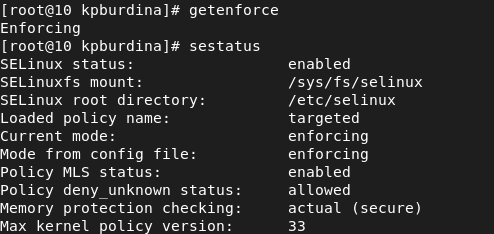 [root@10 kpburdina]# getenforce
Enforcing
[root@10 kpburdina]# sestatus
SELinux status:                 enabled
SELinuxfs mount:                /sys/fs/selinux
SELinux root directory:         /etc/selinux
Loaded policy name:             targeted
Current mode:                   enforcing
Mode from config file:          enforcing
Policy MLS status:              enabled
Policy deny_unknown status:     allowed
Memory protection checking:     actual (secure)
Max kernel policy version:      33